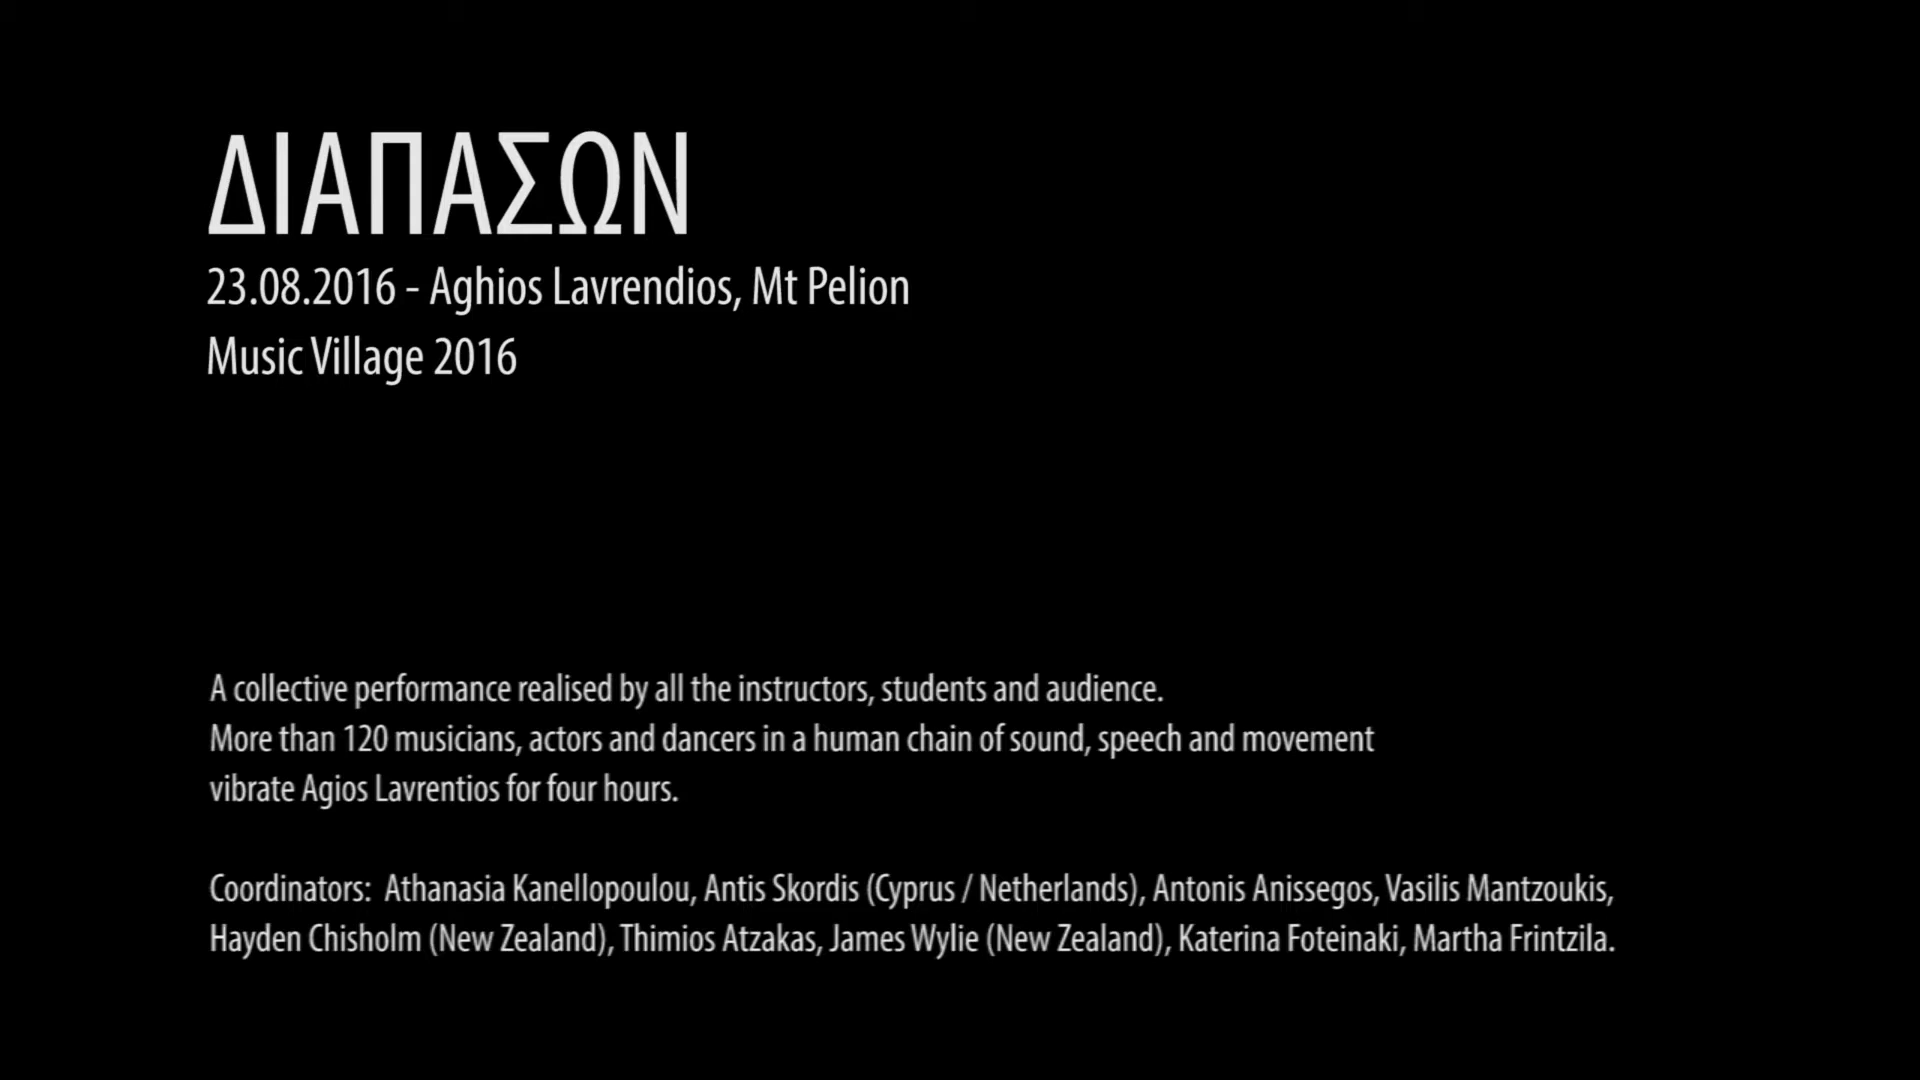 ΔΙΑΠΑΣΩΝ
23.08.2016 - Aghios Lavrendios, Mt Pelion
Music Village 2016
A collective performance realised by all the instructors, students and audience.
More than 120 musicians, actors and dancers in a human chain of sound, speech and movement
vibrate Agios Lavrentios for four hours.
Coordinators: Athanasia Kanellopoulou, Antis Skordis (Cyprus / Netherlands), Antonis Anissegos, Vasilis Mantzoukis,
Hayden Chisholm (New Zealand), Thimios Atzakas, James Wylie (New Zealand), Katerina Foteinaki, Martha Frintzila.